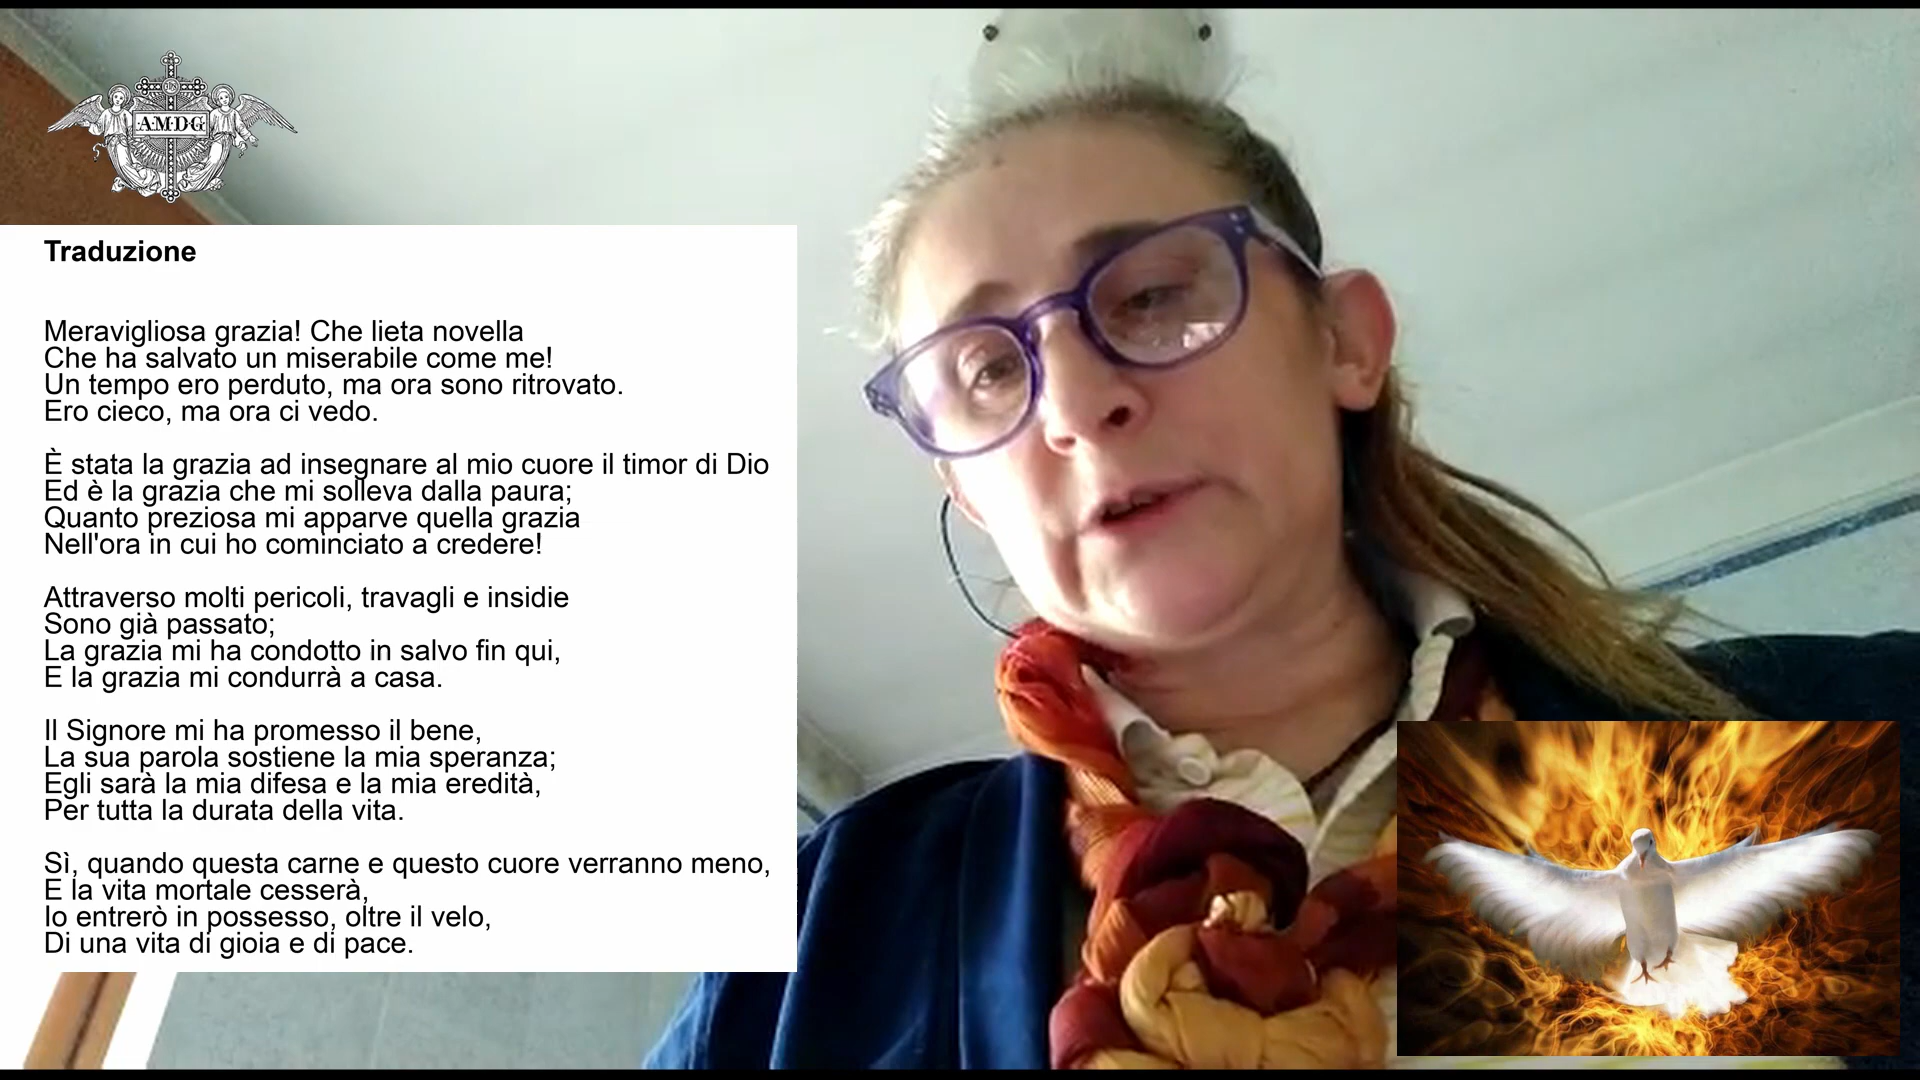 A·M·D·G
Traduzione
Meravigliosa grazia! Che lieta novella
Che ha salvato un miserabile come me!
Un tempo ero perduto, ma ora sono ritrovato.
Ero cieco, ma ora ci vedo.
È stata la grazia ad insegnare al mio cuore il timor di Dio
Ed è la grazia che mi solleva dalla paura;
Quanto preziosa mi apparve quella grazia
Nell'ora in cui ho cominciato a credere!
Attraverso molti pericoli, travagli e insidie
Sono già passato;
La grazia mi ha condotto in salvo fin qui,
E la grazia mi condurrà a casa.
Il Signore mi ha promesso il bene,
La sua parola sostiene la mia speranza;
Egli sarà la mia difesa e la mia eredità,
Per tutta la durata della vita.
Sì, quando questa carne e questo cuore verranno meno,
E la vita mortale cesserà,
Io entrerò in possesso, oltre il velo,
Di una vita di gioia e di pace.